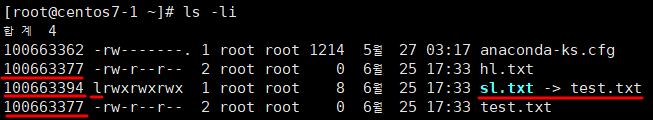 [root@centos7-1 ~]# ls -li
합계 4
100663362 -rw-------. 1 root root 1214  5월  27 03:17 anaconda-ks.cfg
100663377 -rw-r--r--  2 root root    0  6월  25 17:33 hl.txt
100663394 lrwxrwxrwx  1 root root    8  6월  25 17:33 sl.txt -> test.txt
100663377 -rw-r--r--  2 root root    0  6월  25 17:33 test.txt